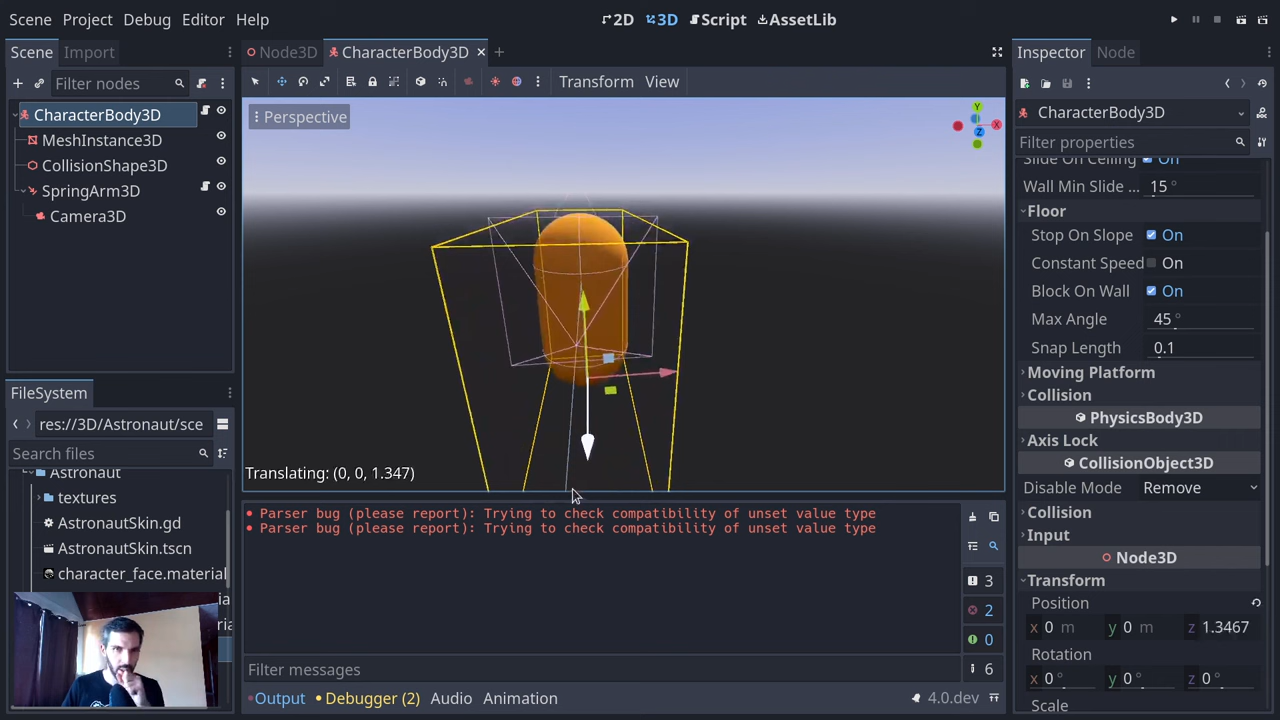 Scene Project Debug Editor Help
2D 3D Script AssetLib
Scene Import
Node3D CharacterBody3D
Inspector Node
Filter nodes
Transform View
CharacterBody3D
CharacterBody3D
Perspective
Y
X
Z
MeshInstance3D
Filter properties
CollisionShape3D
Slide On Ceiling On
SpringArm3D
Wall Min Slide ... 15 °
Camera3D
Floor
Stop On Slope On
Constant Speed On
Block On Wall On
Max Angle 45 °
Snap Length 0.1
Moving Platform
FileSystem
Collision
res://3D/Astronaut/sce
PhysicsBody3D
Axis Lock
Search files
CollisionObject3D
Astronaut
Translating: (0, 0, 1.347)
Disable Mode Remove
textures
Parser bug (please report): Trying to check compatibility of unset value type
Collision
AstronautSkin.gd
Parser bug (please report): Trying to check compatibility of unset value type
Input
AstronautSkin.tscn
Node3D
character_face.material
3
Transform
Position
2
x 0 m y 0 m z 1.3467
0
Rotation
Filter messages
6
x 0 ° y 0 ° z 0 °
Output Debugger (2) Audio Animation
4.0.dev
Scale